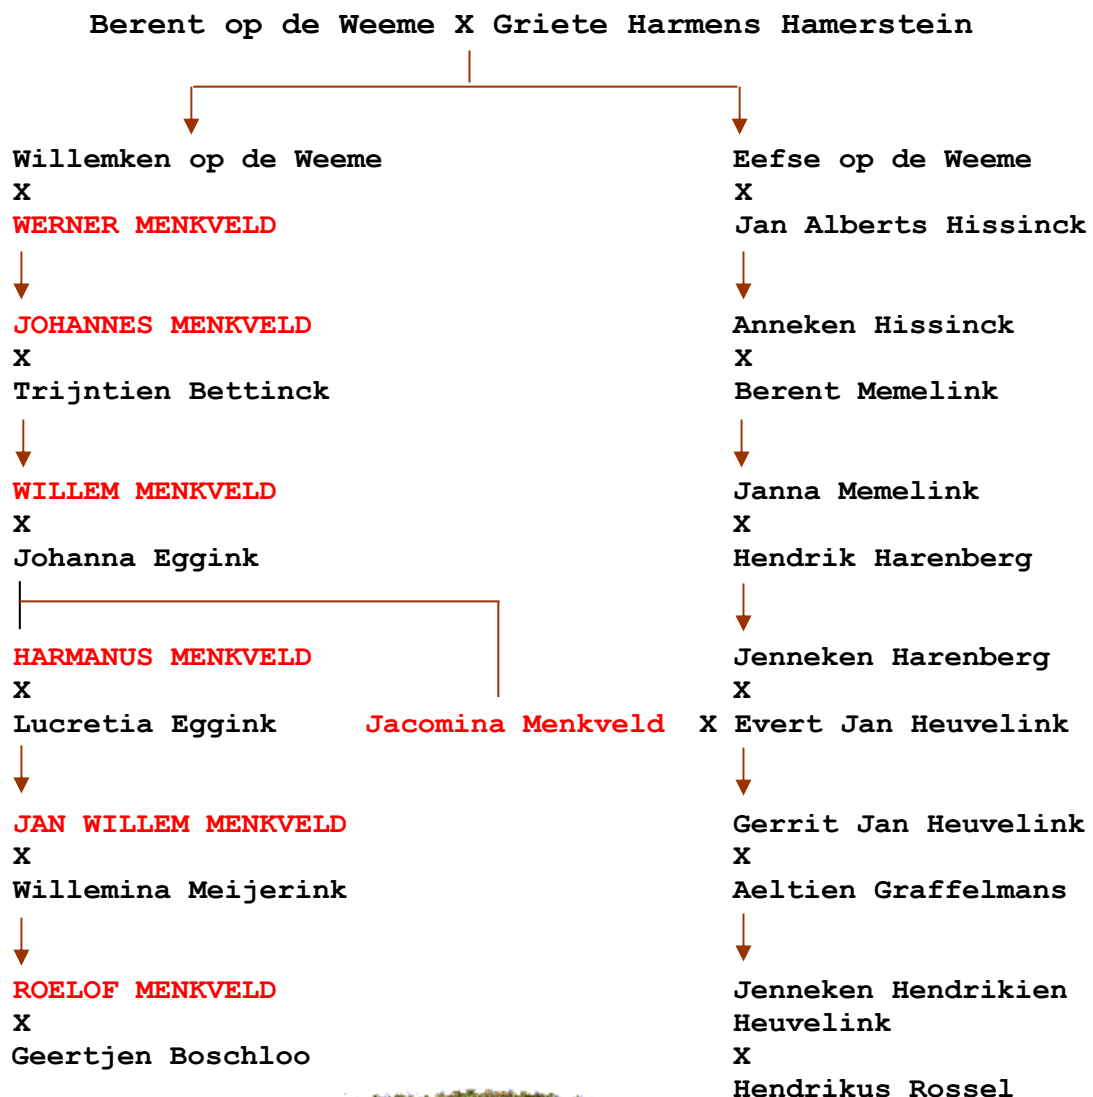 Berent op de Weeme X Griete Harmens Hamerstein
Willemken op de Weeme
X
WERNER MENKVELD
JOHANNES MENKVELD
X
Trijntien Bettinck
WILLEM MENKVELD
X
Johanna Eggink
HARMANUS MENKVELD
X
Lucretia Eggink
JAN WILLEM MENKVELD
X
Willemina Meijerink
ROELOF MENKVELD
X
Geertjen Boschloo
Eefse op de Weeme
X
Jan Alberts Hissinck
Anneken Hissinck
X
Berent Memelink
Janna Memelink
X
Hendrik Harenberg
Jenneken Harenberg
X
Jacomina Menkveld X Evert Jan Heuvelink
Gerrit Jan Heuvelink
X
Aeltien Graffelmans
Jenneken Hendrikien
Heuvelink
X
Hendrikus Rossel